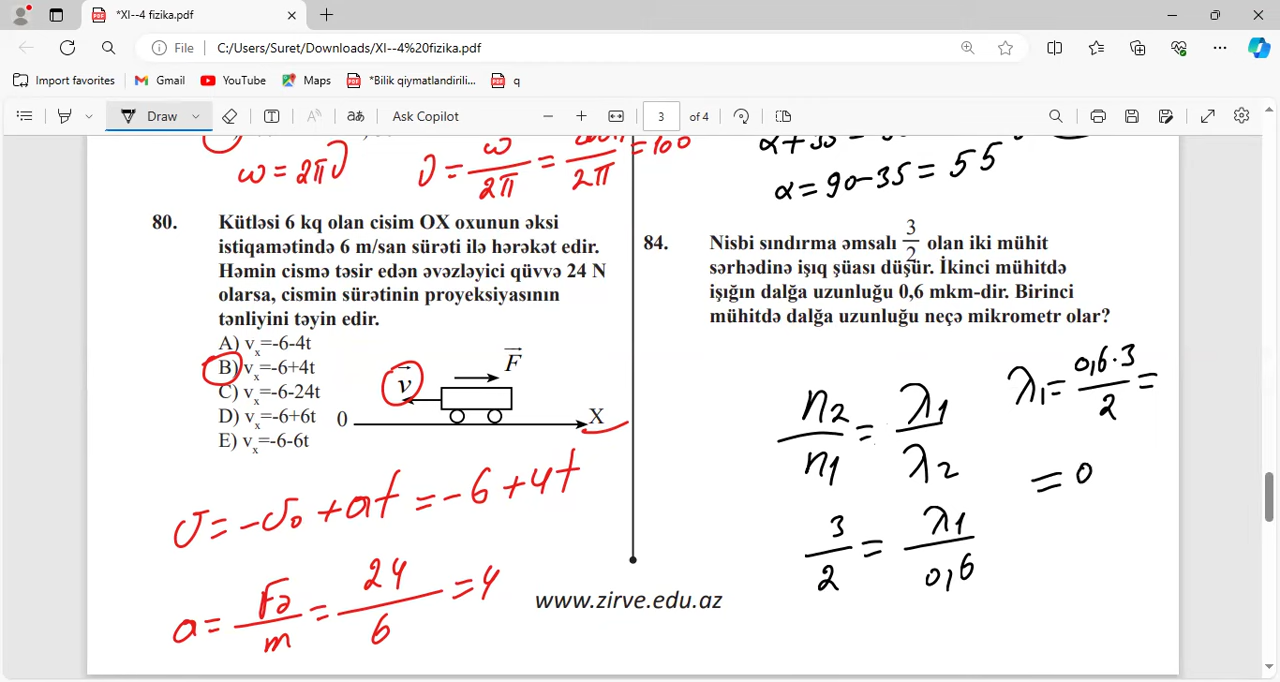 *XI--4 fizika.pdf
File C:/Users/Suret/Downloads/XI--4%20fizika.pdf
Import favorites Gmail YouTube Maps *Bilik qiymatlandirili... q
Draw aあ Ask Copilot 3 of 4
ω = 2πν ν = ω/2π = /2π = 100
80. Kütləsi 6 kq olan cisim OX oxunun əksi
istiqamətində 6 m/san sürəti ilə hərəkət edir.
Həmin cismə təsir edən əvəzləyici qüvvə 24 N
olarsa, cismin sürətinin proyeksiyasının
tənliyini təyin edir.
A) vx=-6-4t
B) vx=-6+4t
C) vx=-6-24t
D) vx=-6+6t
E) vx=-6-6t
F
v
0 X
υ = -υ0 + at = -6 + 4t
a = Fə/m = 24/6 = 4
α = 90-35 = 55
84. Nisbi sındırma əmsalı 3/2 olan iki mühit
sərhədinə işıq şüası düşür. İkinci mühitdə
işığın dalğa uzunluğu 0,6 mkm-dir. Birinci
mühitdə dalğa uzunluğu neçə mikrometr olar?
n2/n1 = λ1/λ2
3/2 = λ1/0,6
λ1 = 0,6·3/2 =
= 0
www.zirve.edu.az